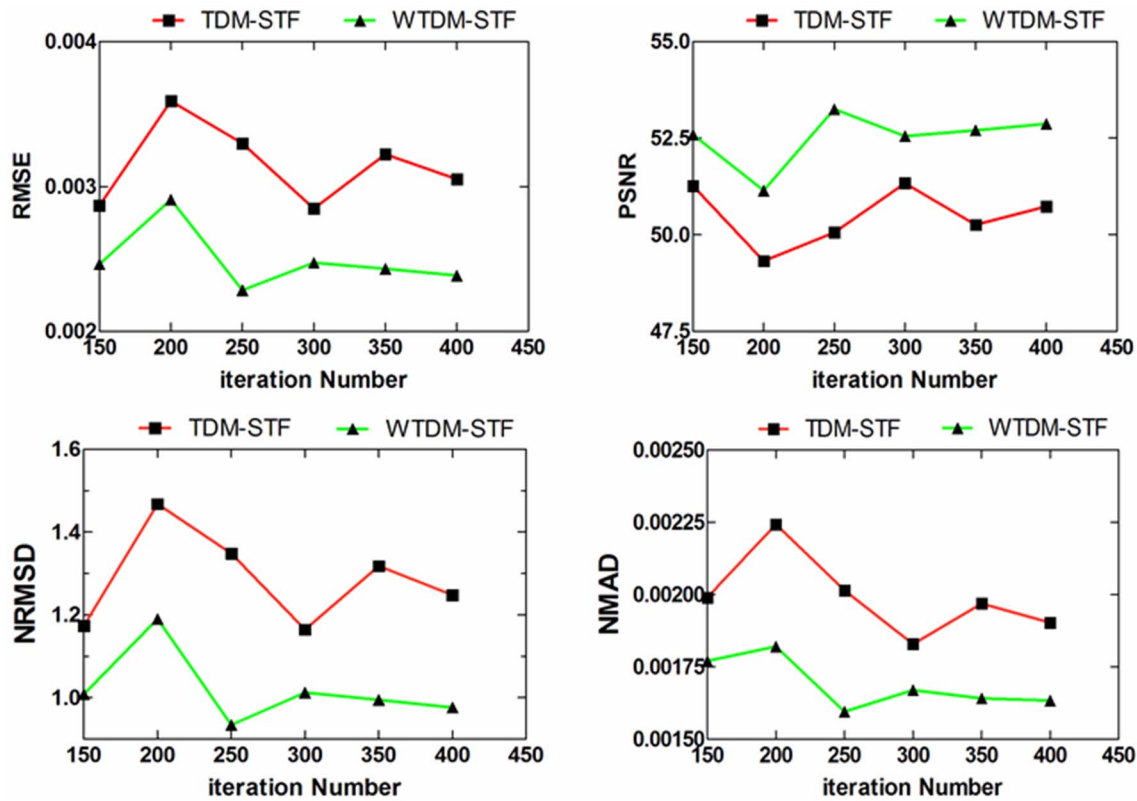 TDM-STF WTDM-STF
0.004
0.003
0.002
RMSE
150 200 250 300 350 400 450
iteration Number
TDM-STF WTDM-STF
55.0
52.5
50.0
47.5
PSNR
150 200 250 300 350 400 450
iteration Number
TDM-STF WTDM-STF
1.6
1.4
1.2
1.0
NRMSD
150 200 250 300 350 400 450
iteration Number
TDM-STF WTDM-STF
0.00250
0.00225
0.00200
0.00175
0.00150
NMAD
150 200 250 300 350 400 450
iteration Number